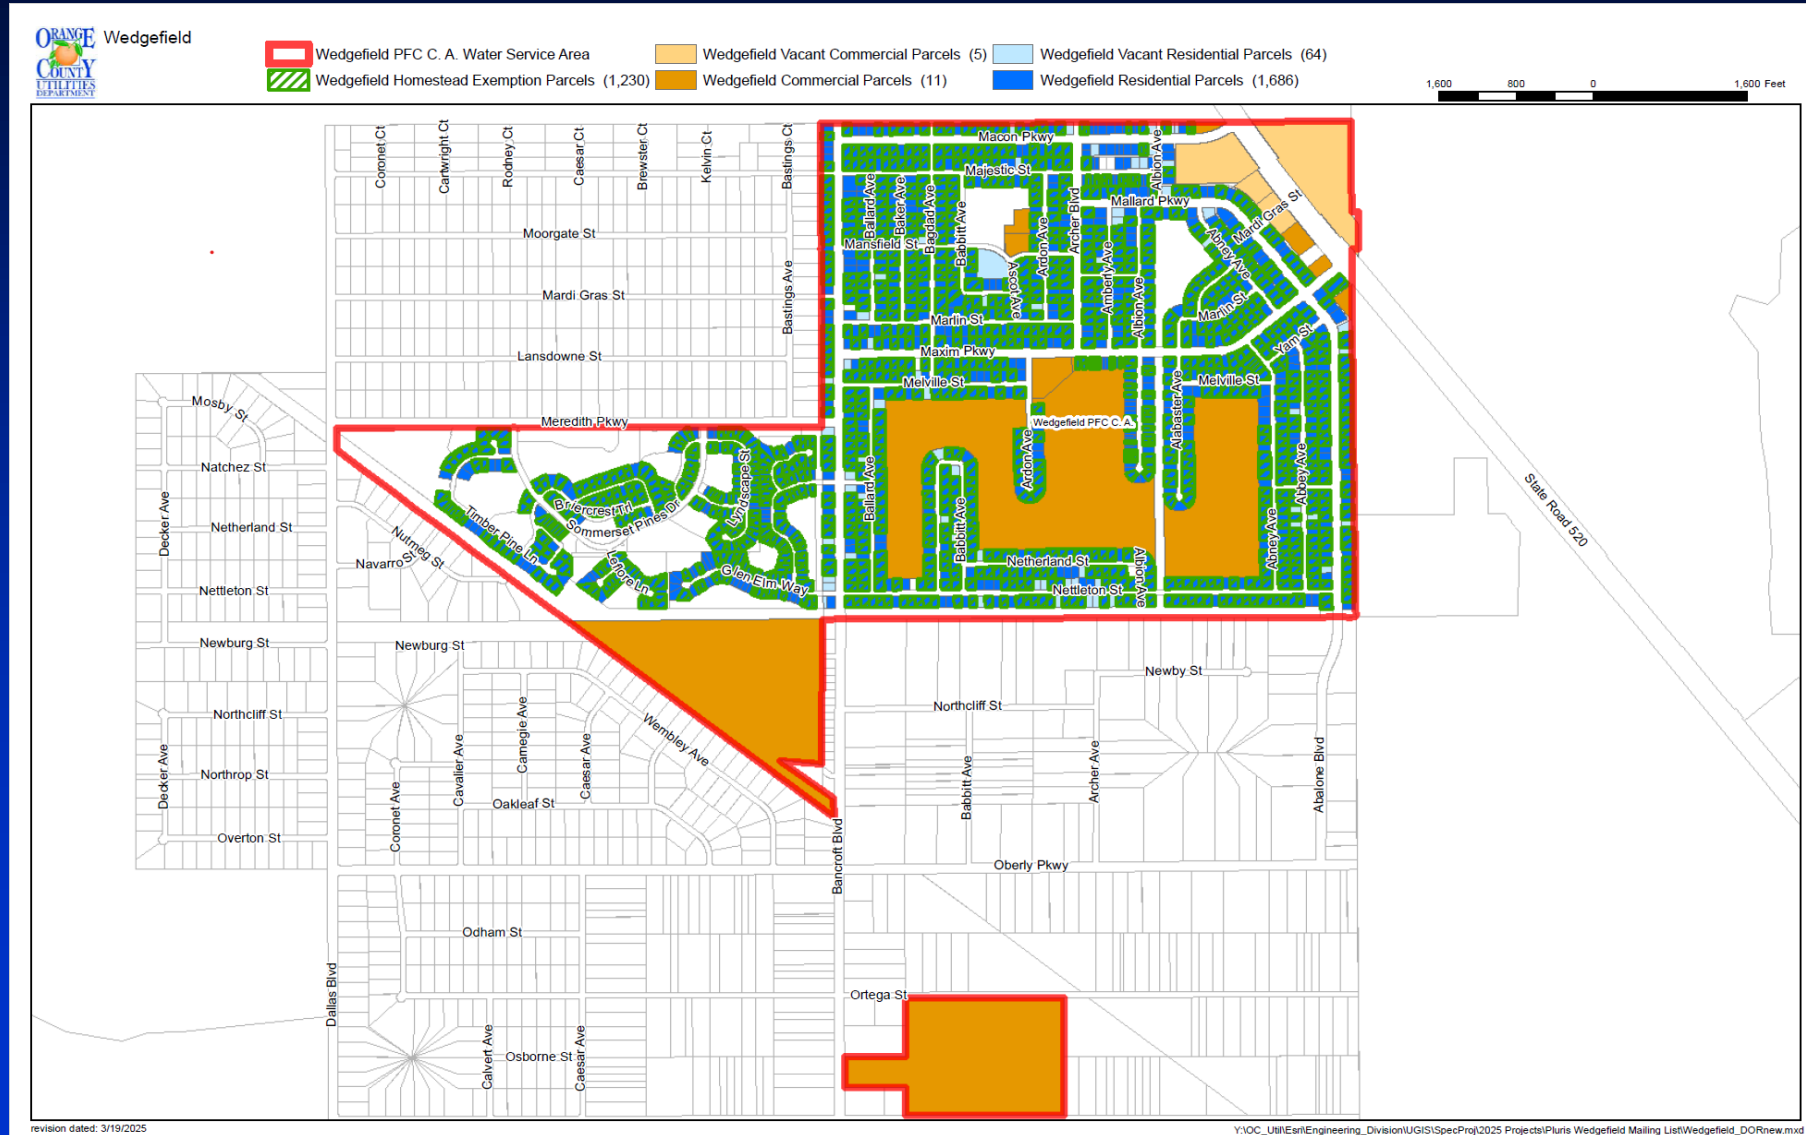 ORANGE
COUNTY
UTILITIES
DEPARTMENT
Wedgefield
Wedgefield PFC C. A. Water Service Area
Wedgefield Vacant Commercial Parcels (5)
Wedgefield Vacant Residential Parcels (64)
Wedgefield Homestead Exemption Parcels (1,230)
Wedgefield Commercial Parcels (11)
Wedgefield Residential Parcels (1,686)
1,600 800 0 1,600 Feet
Coronet Ct
Cartwright Ct
Rodney Ct
Caesar Ct
Brewster Ct
Kelvin Ct
Bastings Ct
Macon Pkwy
Majestic St
Albion Ave
Mallard Pkwy
Mardi Gras St
Ballard Ave
Baker Ave
Bagdad Ave
Babbitt Ave
Archer Blvd
Ardon Ave
Moorgate St
Mansfield St
Abney Ave
Ascot Ave
Amberly Ave
Albion Ave
Bastings Ave
Mardi Gras St
Marlin St
Marlin St
Yam St
Lansdowne St
Maxim Pkwy
Melville St
Melville St
Alabaster Ave
Mosby St
Meredith Pkwy
Wedgefield PFC C. A.
Natchez St
Decker Ave
Netherland St
Nutmeg St
Navarro St
Nettleton St
Timber Pine Ln
Briercrest Trl
Sommerset Pines Dr
Lyndscape St
Leflore Ln
Glen Elm Way
Ballard Ave
Ardon Ave
Babbitt Ave
Abbey Ave
Abney Ave
Netherland St
Albion Ave
Nettleton St
State Road 520
Newburg St
Newburg St
Newby St
Northcliff St
Northcliff St
Carnegie Ave
Wembley Ave
Decker Ave
Cavalier Ave
Caesar Ave
Northrop St
Coronet Ave
Oakleaf St
Babbitt Ave
Archer Ave
Abalone Blvd
Overton St
Bancroft Blvd
Oberly Pkwy
Odham St
Dallas Blvd
Ortega St
Calvert Ave
Osborne St
Caesar Ave
revision dated: 3/19/2025
Y:\OC_Util\Esri\Engineering_Division\UGIS\SpecProj\2025 Projects\Pluris Wedgefield Mailing List\Wedgefield_DORnew.mxd